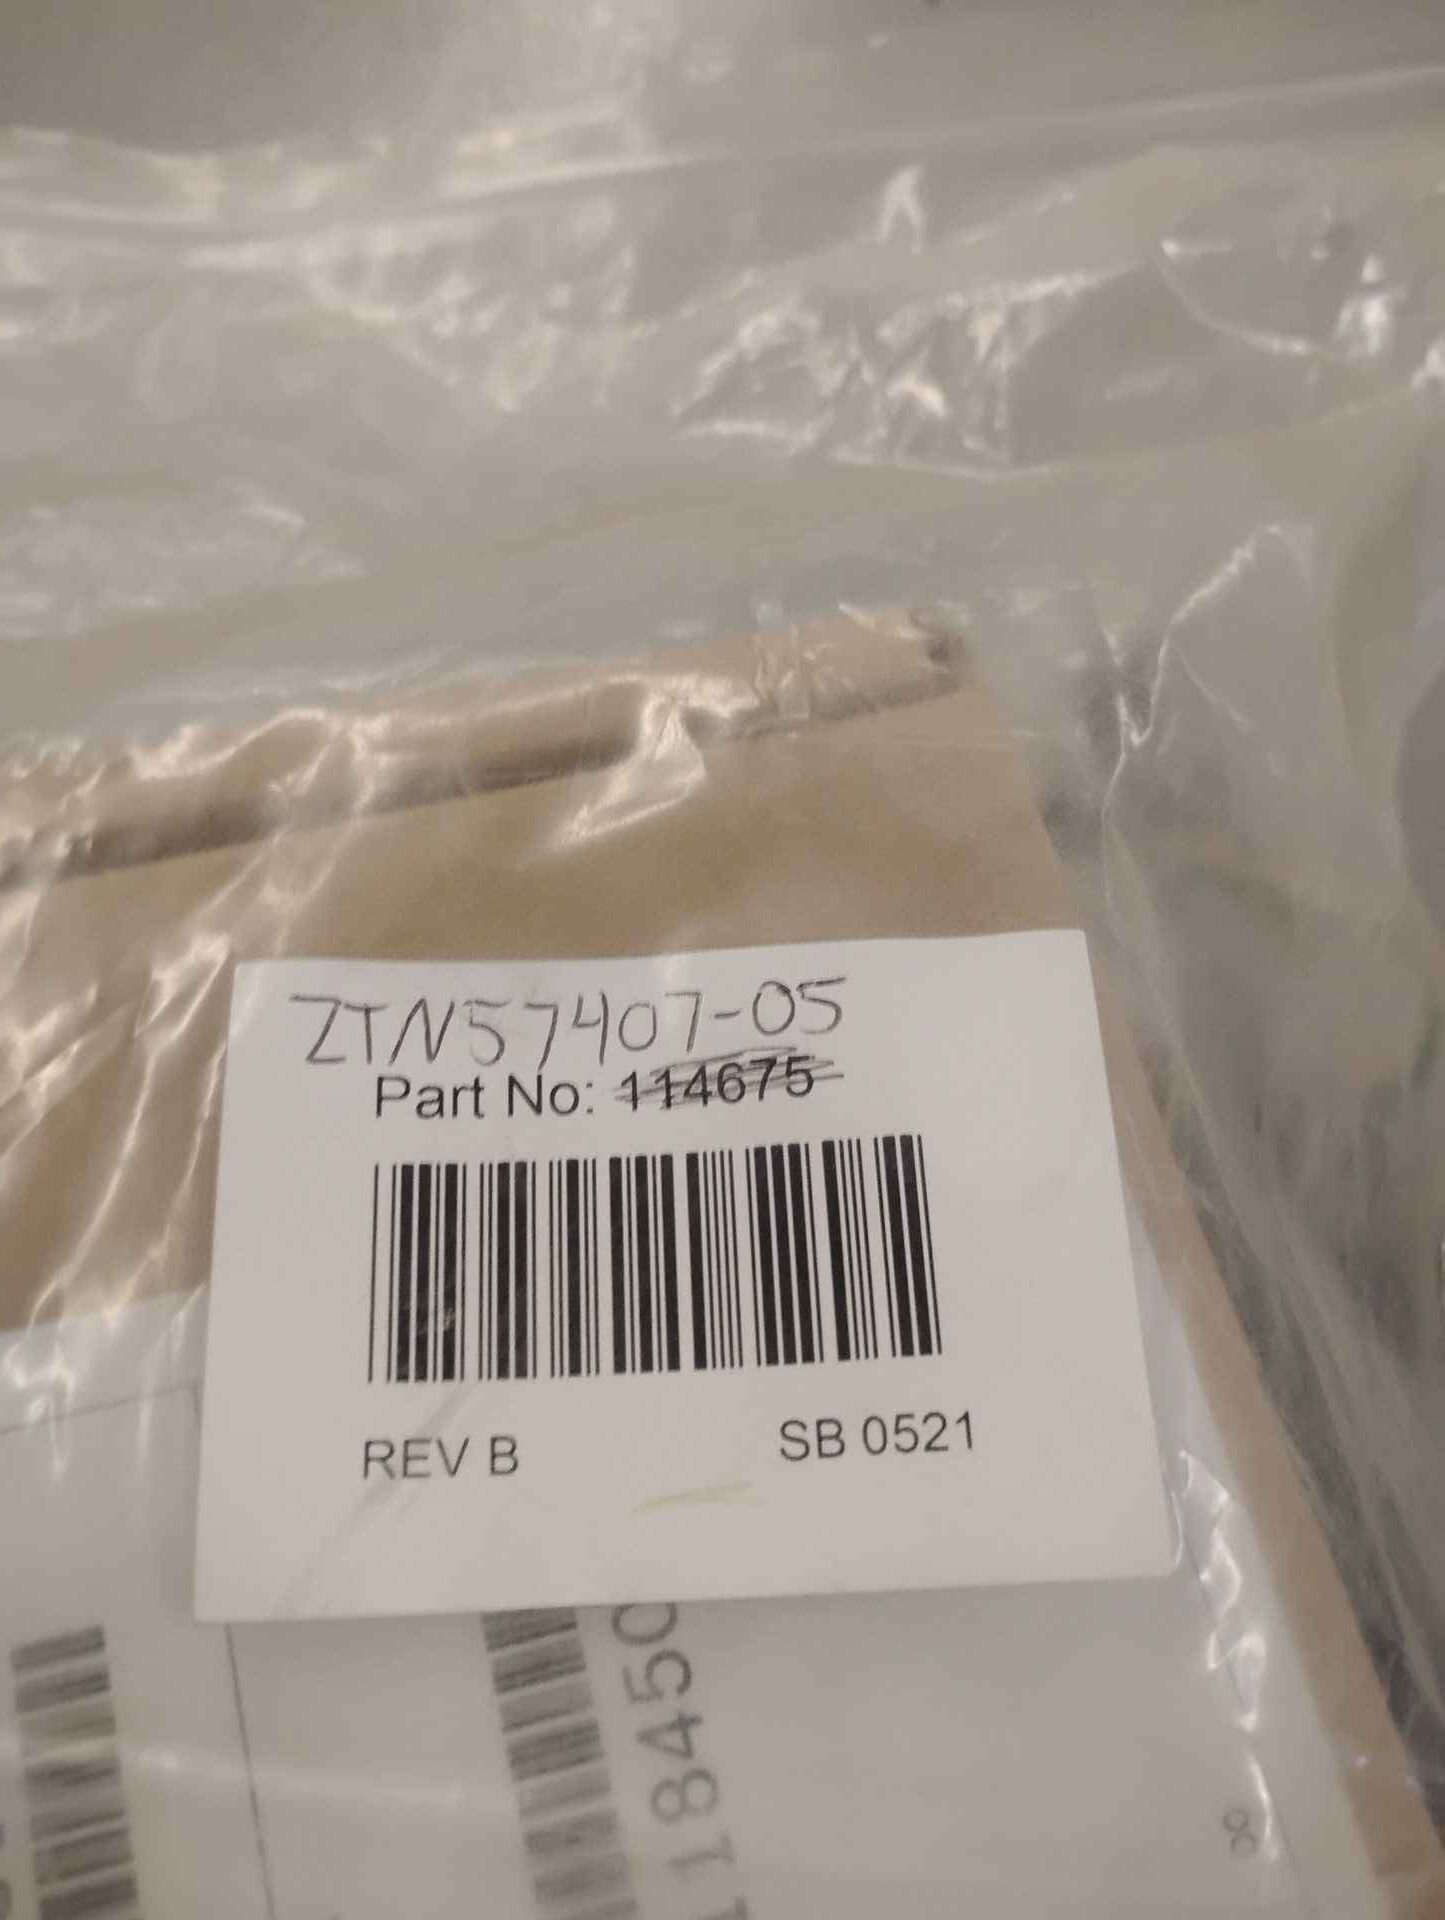 ZTN57407-05
Part No: 114675
REV B
SB 0521